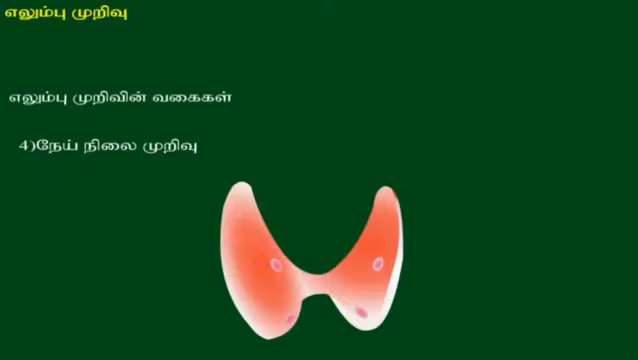 எலும்பு முறிவு
எலும்பு முறிவின் வகைகள்
4)நேய் நிலை முறிவு